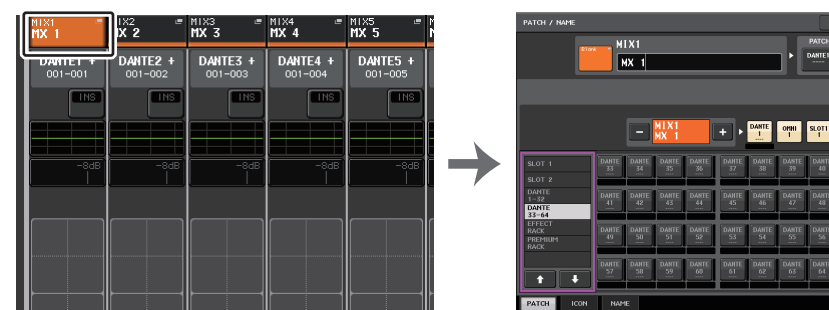 MIX1 MIX2 MIX3 MIX4 MIX5
MX 1 MX 2 MX 3 MX 4 MX 5
DANTE1 + DANTE2 + DANTE3 + DANTE4 + DANTE5 +
001-001 001-002 001-003 001-004 001-005
INS INS INS INS INS
-8dB -8dB -8dB -8dB -8dB
PATCH / NAME
Blank MIX1 PATCH
MX 1 DANTE1
− MIX1 + DANTE OMNI SLOT1
MX 1 1 1 1
SLOT 1
SLOT 2
DANTE
1-32
DANTE
33-64
EFFECT
RACK
PREMIUM
RACK
DANTE DANTE DANTE DANTE DANTE DANTE DANTE DANTE
33 34 35 36 37 38 39 40
DANTE DANTE DANTE DANTE DANTE DANTE DANTE DANTE
41 42 43 44 45 46 47 48
DANTE DANTE DANTE DANTE DANTE DANTE DANTE DANTE
49 50 51 52 53 54 55 56
DANTE DANTE DANTE DANTE DANTE DANTE DANTE DANTE
57 58 59 60 61 62 63 64
PATCH ICON NAME